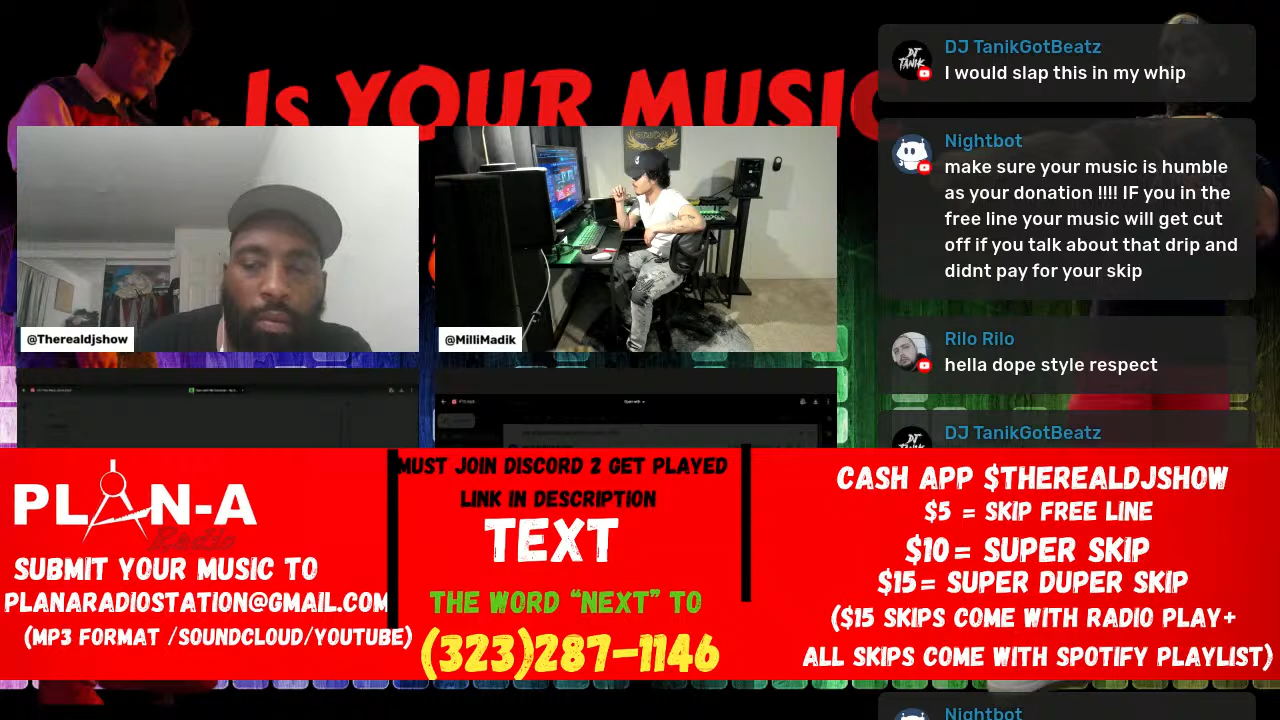 Is YOUR MUSIC
DJ TanikGotBeatz
I would slap this in my whip
Nightbot
make sure your music is humble
as your donation !!!! IF you in the
free line your music will get cut
off if you talk about that drip and
didnt pay for your skip
Rilo Rilo
hella dope style respect
DJ TanikGotBeatz
@Therealdjshow
@MilliMadik
PLAN-A
Radio
SUBMIT YOUR MUSIC TO
PLANARADIOSTATION@GMAIL.COM
(MP3 FORMAT /SOUNDCLOUD/YOUTUBE)
MUST JOIN DISCORD 2 GET PLAYED
LINK IN DESCRIPTION
TEXT
THE WORD “NEXT” TO
(323)287-1146
CASH APP $THEREALDJSHOW
$5 = SKIP FREE LINE
$10= SUPER SKIP
$15= SUPER DUPER SKIP
($15 SKIPS COME WITH RADIO PLAY+
ALL SKIPS COME WITH SPOTIFY PLAYLIST)
Nightbot